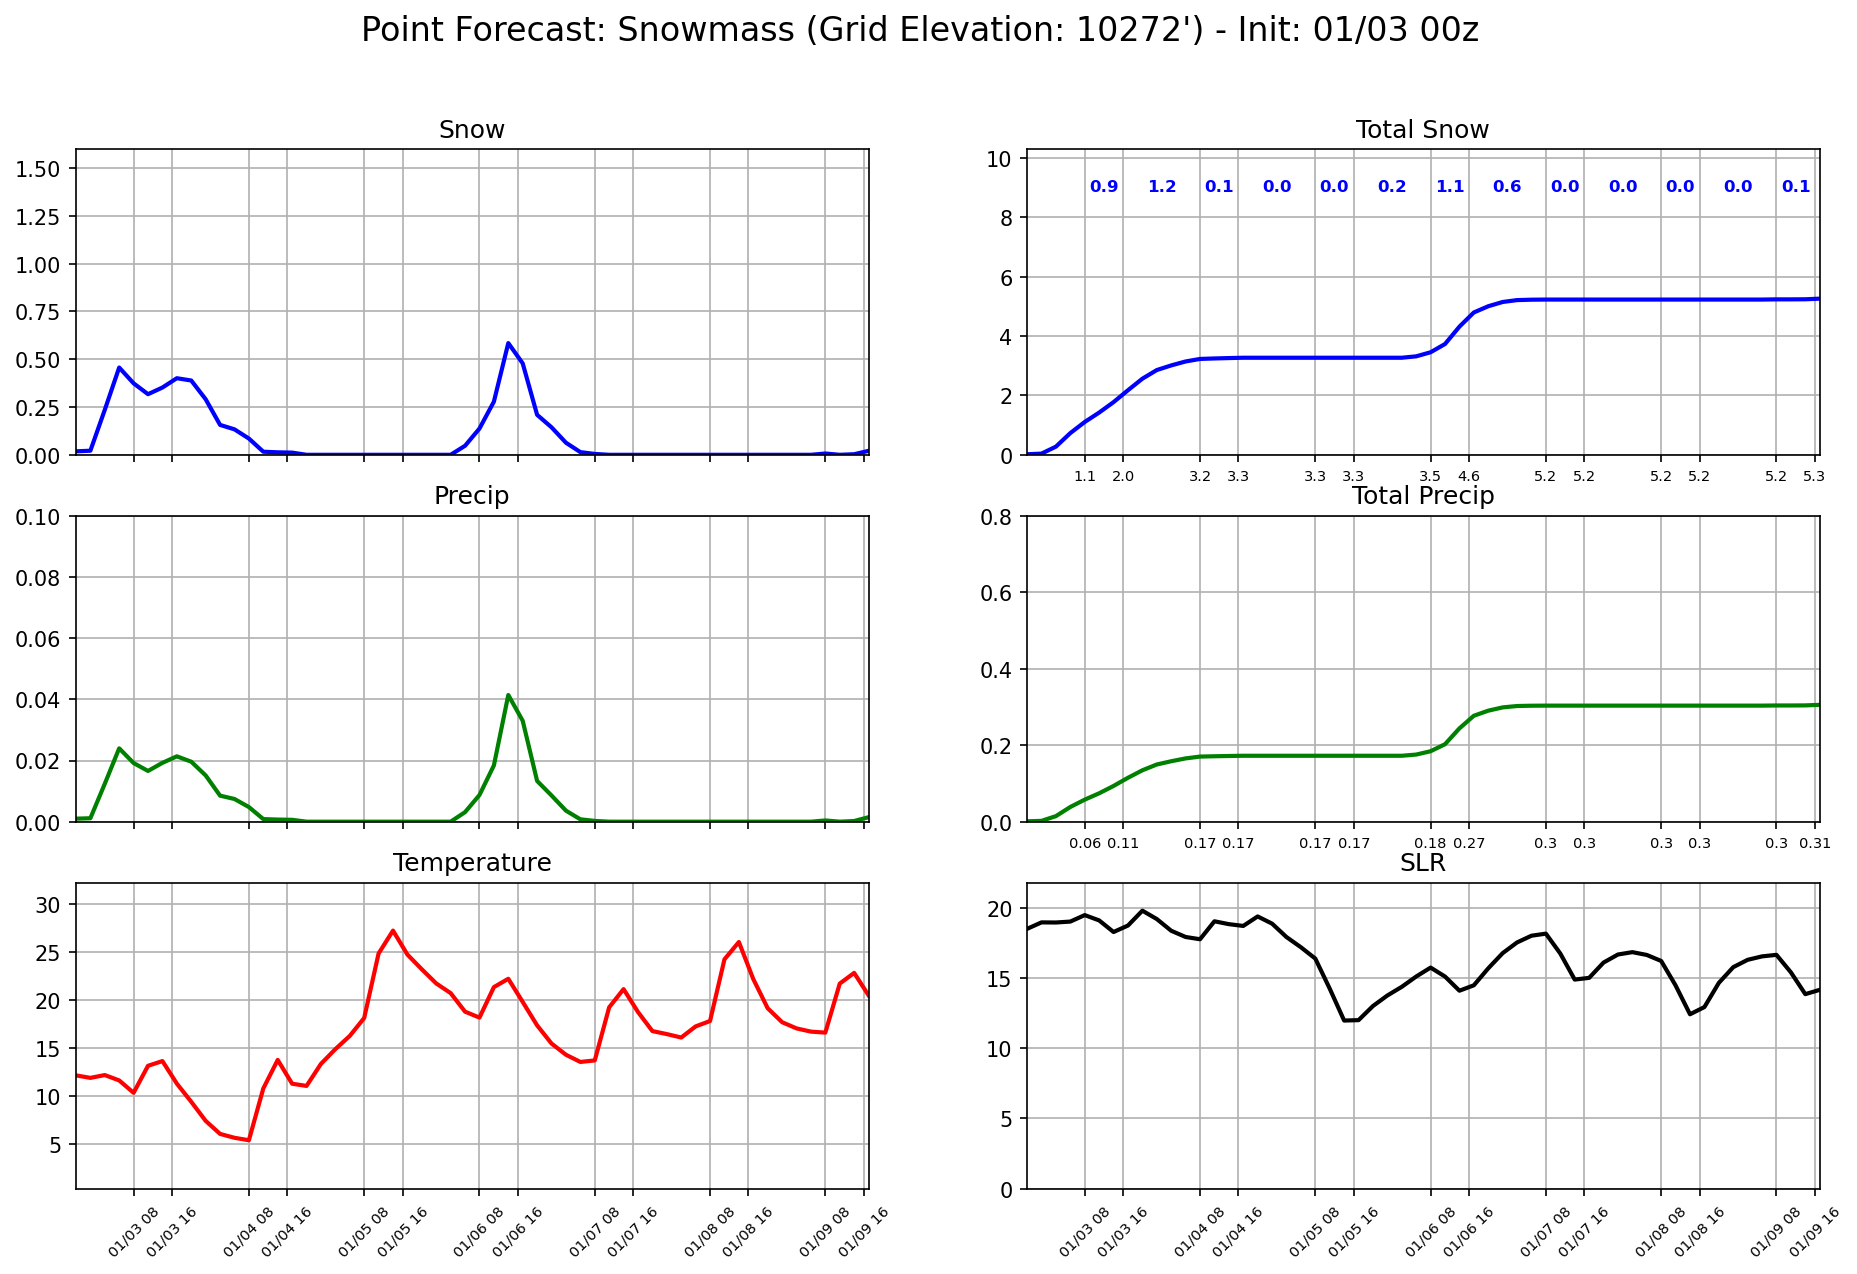 Point Forecast: Snowmass (Grid Elevation: 10272') - Init: 01/03 00z
Snow
1.50
1.25
1.00
0.75
0.50
0.25
0.00
Total Snow
10
8
6
4
2
0
0.9 1.2 0.1 0.0 0.0 0.2 1.1 0.6 0.0 0.0 0.0 0.0 0.1
1.1 2.0 3.2 3.3 3.3 3.3 3.5 4.6 5.2 5.2 5.2 5.2 5.2 5.3
Precip
0.10
0.08
0.06
0.04
0.02
0.00
Total Precip
0.8
0.6
0.4
0.2
0.0
0.06 0.11 0.17 0.17 0.17 0.17 0.18 0.27 0.3 0.3 0.3 0.3 0.3 0.31
Temperature
30
25
20
15
10
5
01/03 08 01/03 16 01/04 08 01/04 16 01/05 08 01/05 16 01/06 08 01/06 16 01/07 08 01/07 16 01/08 08 01/08 16 01/09 08 01/09 16
SLR
20
15
10
5
0
01/03 08 01/03 16 01/04 08 01/04 16 01/05 08 01/05 16 01/06 08 01/06 16 01/07 08 01/07 16 01/08 08 01/08 16 01/09 08 01/09 16